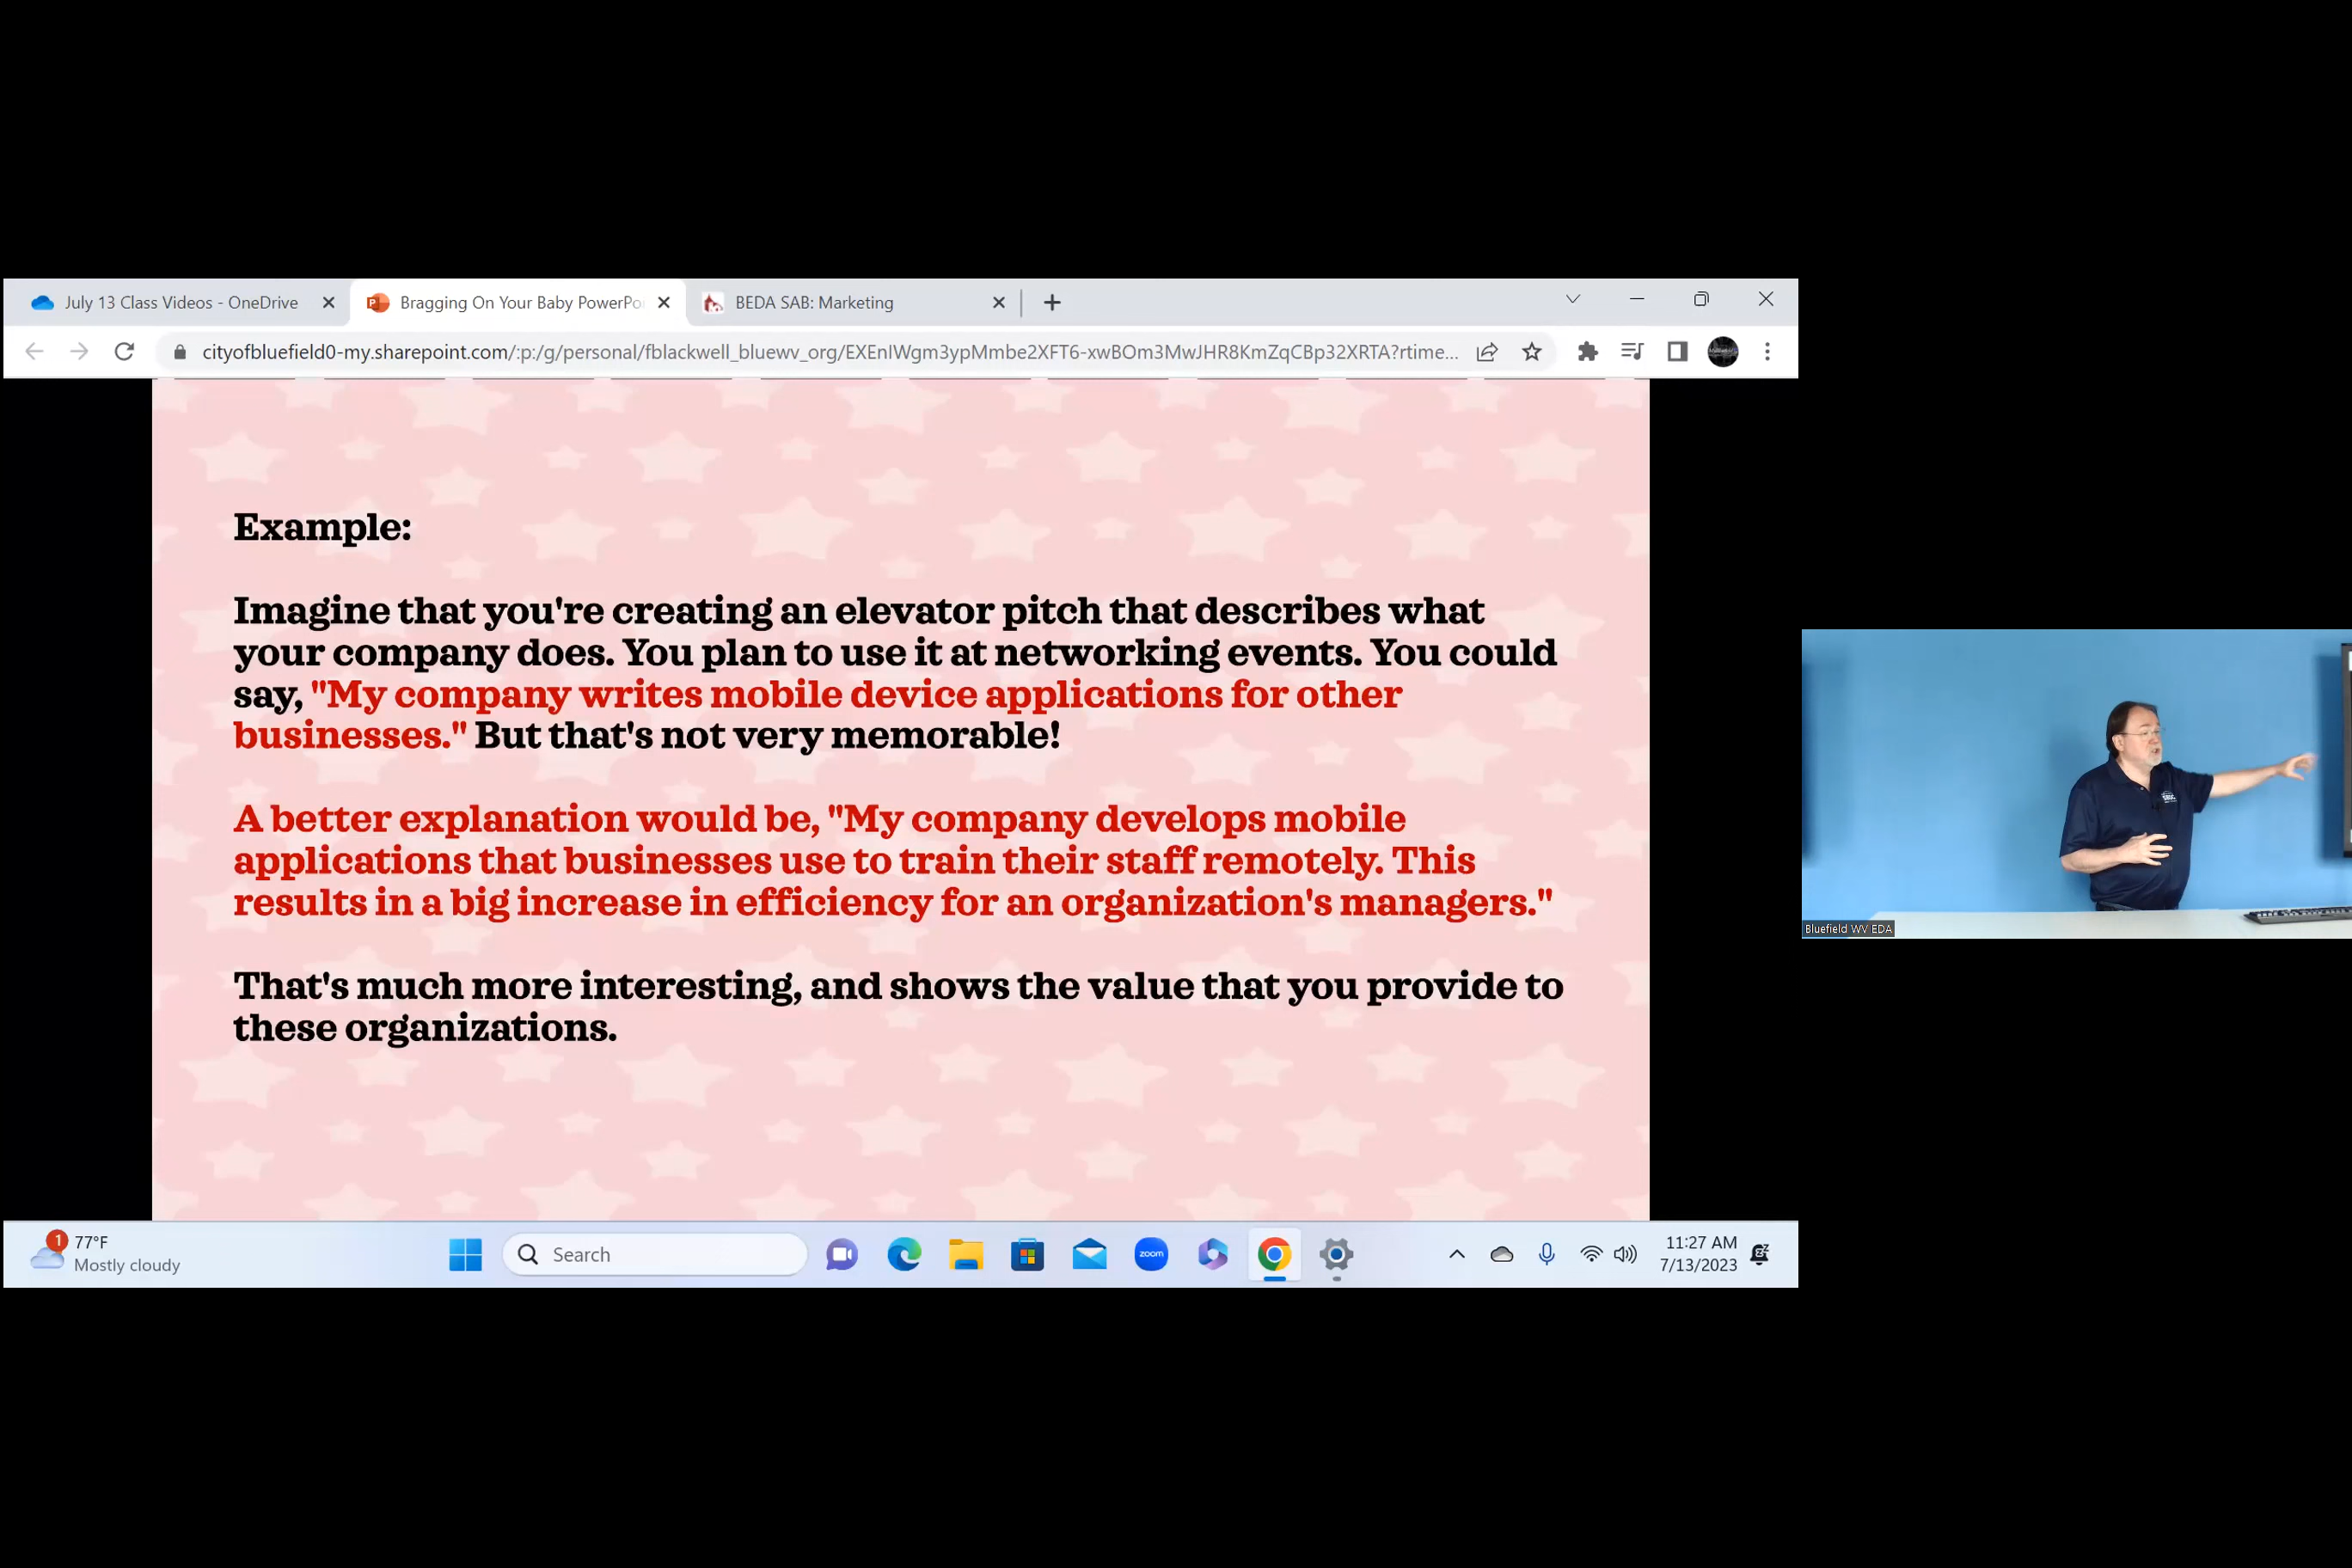 July 13 Class Videos - OneDrive
Bragging On Your Baby PowerPo
BEDA SAB: Marketing
cityofbluefield0-my.sharepoint.com/:p:/g/personal/fblackwell_bluewv_org/EXEnIWgm3ypMmbe2XFT6-xwBOm3MwJHR8KmZqCBp32XRTA?rtime...
Example:
Imagine that you're creating an elevator pitch that describes what
your company does. You plan to use it at networking events. You could
say, "My company writes mobile device applications for other
businesses." But that's not very memorable!
A better explanation would be, "My company develops mobile
applications that businesses use to train their staff remotely. This
results in a big increase in efficiency for an organization's managers."
That's much more interesting, and shows the value that you provide to
these organizations.
Bluefield WV EDA
1
77°F
Mostly cloudy
Search
zoom
11:27 AM
7/13/2023